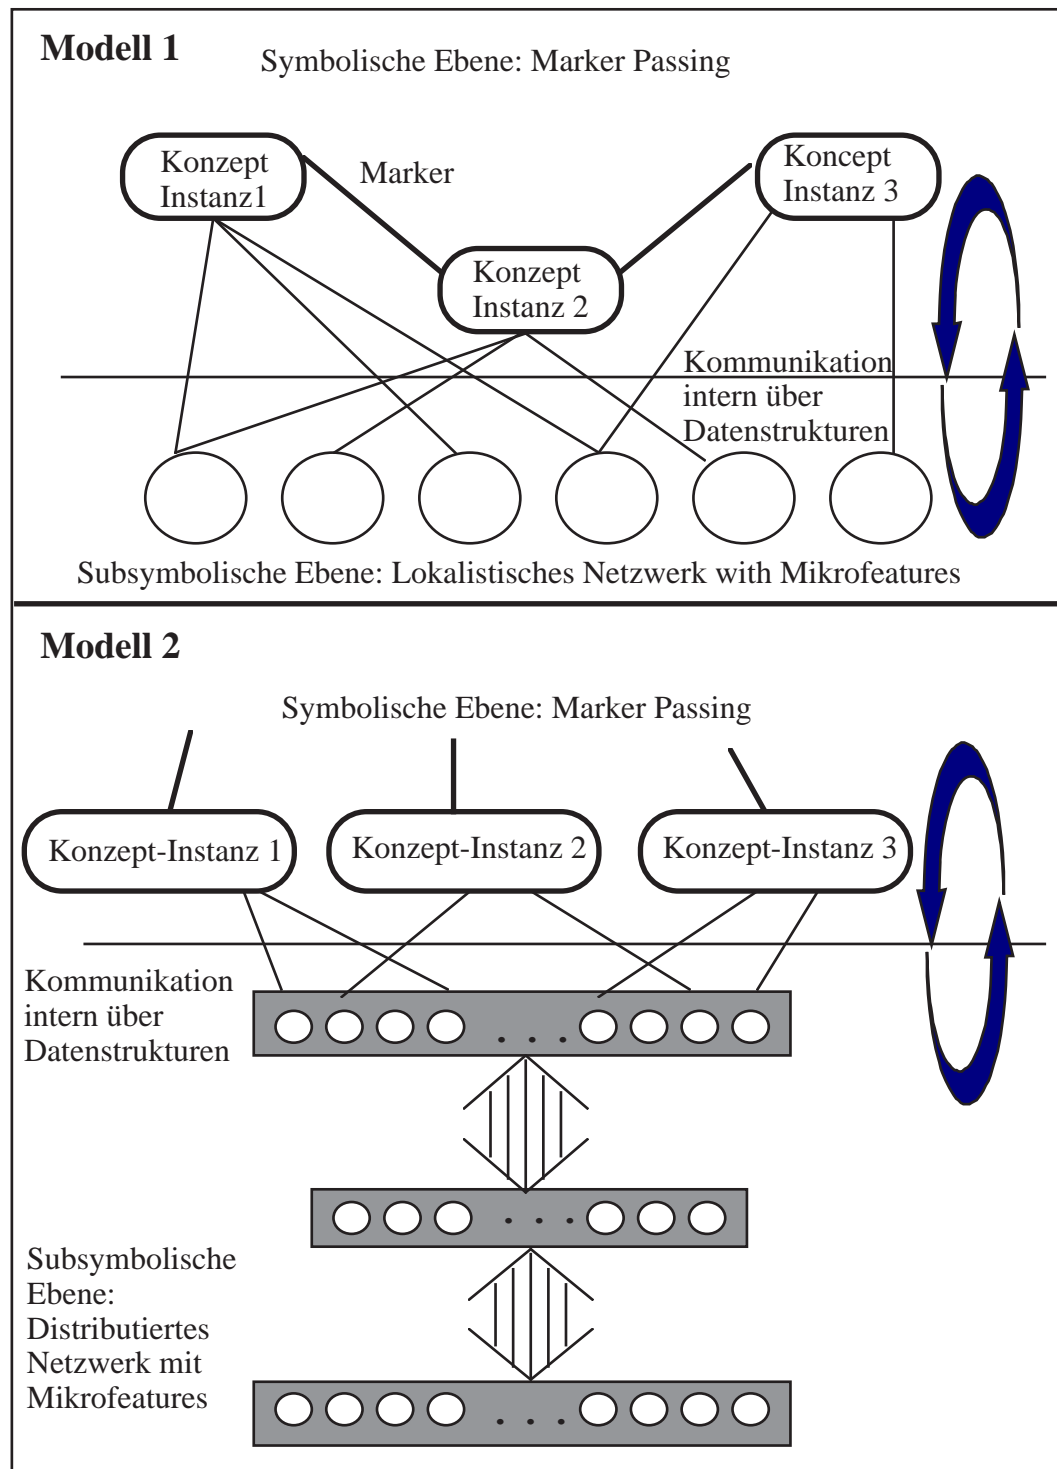 Modell 1
Symbolische Ebene: Marker Passing
Konzept
Instanz1
Marker
Koncept
Instanz 3
Konzept
Instanz 2
Kommunikation
intern über
Datenstrukturen
Subsymbolische Ebene: Lokalistisches Netzwerk with Mikrofeatures
Modell 2
Symbolische Ebene: Marker Passing
Konzept-Instanz 1
Konzept-Instanz 2
Konzept-Instanz 3
Kommunikation
intern über
Datenstrukturen
. . .
. . .
Subsymbolische
Ebene:
Distributiertes
Netzwerk mit
Mikrofeatures
. . .